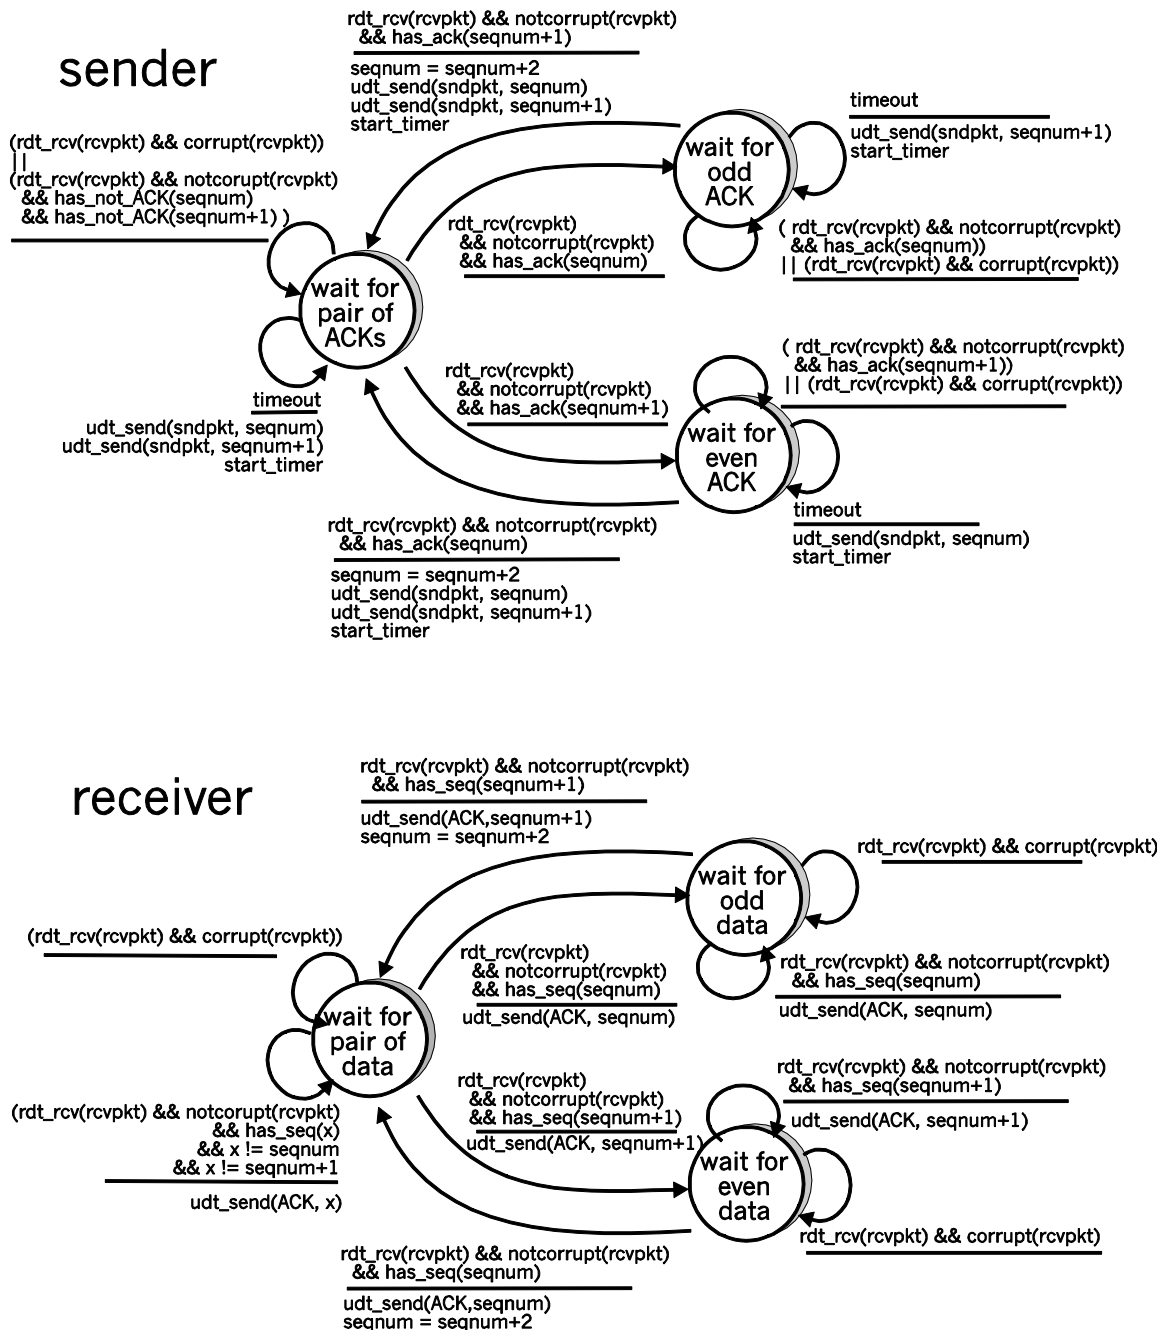 rdt_rcv(rcvpkt) && notcorrupt(rcvpkt)
&& has_ack(seqnum+1)
sender
seqnum = seqnum+2
udt_send(sndpkt, seqnum)
udt_send(sndpkt, seqnum+1)
start_timer
timeout
udt_send(sndpkt, seqnum+1)
start_timer
(rdt_rcv(rcvpkt) && corrupt(rcvpkt))
||
(rdt_rcv(rcvpkt) && notcorupt(rcvpkt)
&& has_not_ACK(seqnum)
&& has_not_ACK(seqnum+1) )
wait for
odd
ACK
rdt_rcv(rcvpkt)
&& notcorrupt(rcvpkt)
&& has_ack(seqnum)
( rdt_rcv(rcvpkt) && notcorrupt(rcvpkt)
&& has_ack(seqnum))
|| (rdt_rcv(rcvpkt) && corrupt(rcvpkt))
wait for
pair of
ACKs
timeout
udt_send(sndpkt, seqnum)
udt_send(sndpkt, seqnum+1)
start_timer
rdt_rcv(rcvpkt)
&& notcorrupt(rcvpkt)
&& has_ack(seqnum+1)
( rdt_rcv(rcvpkt) && notcorrupt(rcvpkt)
&& has_ack(seqnum+1))
|| (rdt_rcv(rcvpkt) && corrupt(rcvpkt))
wait for
even
ACK
timeout
udt_send(sndpkt, seqnum)
start_timer
rdt_rcv(rcvpkt) && notcorrupt(rcvpkt)
&& has_ack(seqnum)
seqnum = seqnum+2
udt_send(sndpkt, seqnum)
udt_send(sndpkt, seqnum+1)
start_timer
receiver
rdt_rcv(rcvpkt) && notcorrupt(rcvpkt)
&& has_seq(seqnum+1)
udt_send(ACK,seqnum+1)
seqnum = seqnum+2
rdt_rcv(rcvpkt) && corrupt(rcvpkt)
wait for
odd
data
(rdt_rcv(rcvpkt) && corrupt(rcvpkt))
rdt_rcv(rcvpkt)
&& notcorrupt(rcvpkt)
&& has_seq(seqnum)
udt_send(ACK, seqnum)
rdt_rcv(rcvpkt) && notcorrupt(rcvpkt)
&& has_seq(seqnum)
udt_send(ACK, seqnum)
wait for
pair of
data
(rdt_rcv(rcvpkt) && notcorupt(rcvpkt)
&& has_seq(x)
&& x != seqnum
&& x != seqnum+1
udt_send(ACK, x)
rdt_rcv(rcvpkt)
&& notcorrupt(rcvpkt)
&& has_seq(seqnum+1)
udt_send(ACK, seqnum+1)
rdt_rcv(rcvpkt) && notcorrupt(rcvpkt)
&& has_seq(seqnum+1)
udt_send(ACK, seqnum+1)
wait for
even
data
rdt_rcv(rcvpkt) && corrupt(rcvpkt)
rdt_rcv(rcvpkt) && notcorrupt(rcvpkt)
&& has_seq(seqnum)
udt_send(ACK,seqnum)
seqnum = seqnum+2